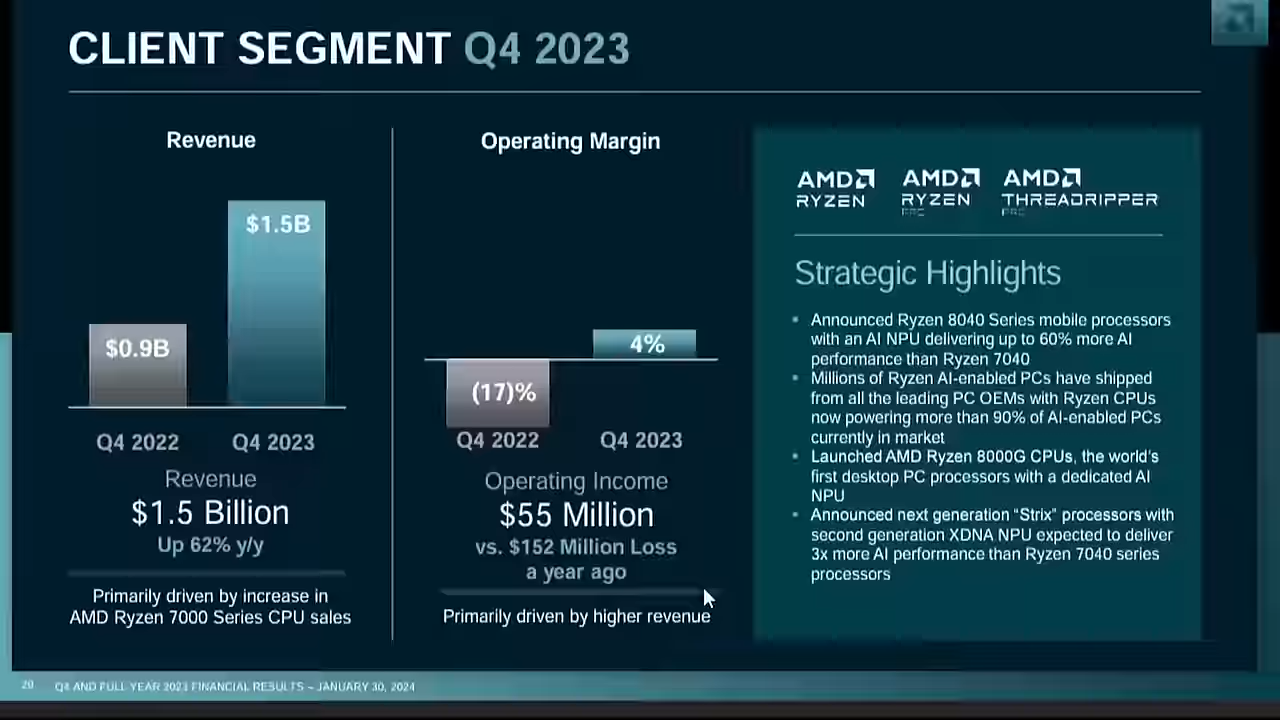 CLIENT SEGMENT Q4 2023
Revenue
$0.9B
$1.5B
Q4 2022
Q4 2023
Revenue
$1.5 Billion
Up 62% y/y
Primarily driven by increase in
AMD Ryzen 7000 Series CPU sales
Operating Margin
(17)%
4%
Q4 2022
Q4 2023
Operating Income
$55 Million
vs. $152 Million Loss
a year ago
Primarily driven by higher revenue
AMD
RYZEN
AMD
RYZEN
PRO
AMD
THREADRIPPER
PRO
Strategic Highlights
• Announced Ryzen 8040 Series mobile processors
with an AI NPU delivering up to 60% more AI
performance than Ryzen 7040
• Millions of Ryzen AI-enabled PCs have shipped
from all the leading PC OEMs with Ryzen CPUs
now powering more than 90% of AI-enabled PCs
currently in market
• Launched AMD Ryzen 8000G CPUs, the world's
first desktop PC processors with a dedicated AI
NPU
• Announced next generation “Strix” processors with
second generation XDNA NPU expected to deliver
3x more AI performance than Ryzen 7040 series
processors
20 Q4 AND FULL YEAR 2023 FINANCIAL RESULTS – JANUARY 30, 2024